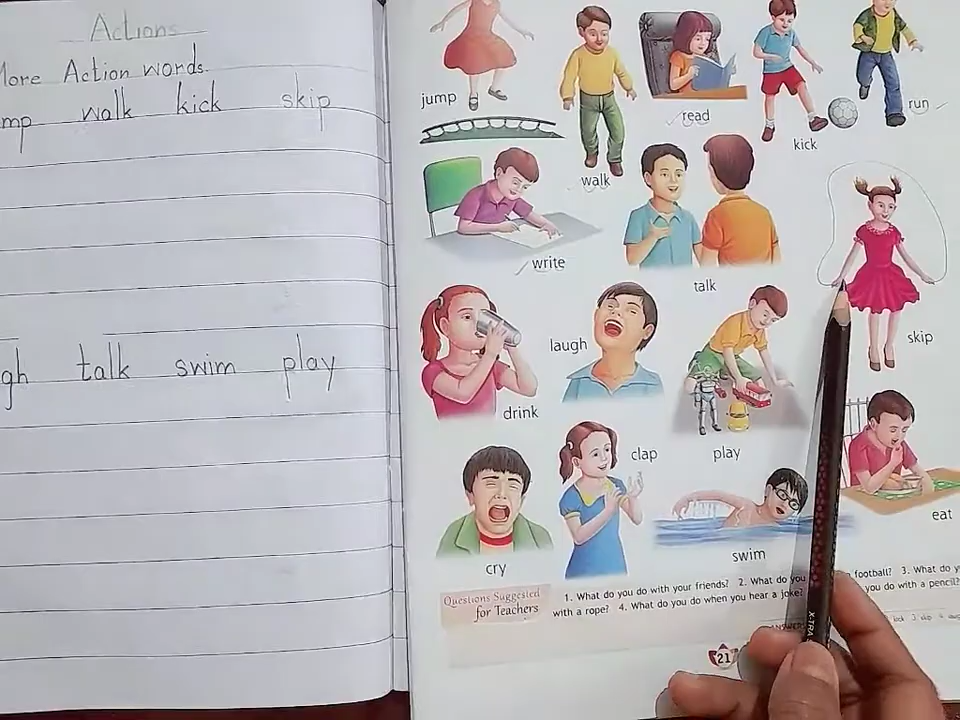 Actions
More Action words.
mp walk kick skip
gh talk swim play
jump
walk
read
kick
run
write
talk
skip
drink
laugh
play
cry
clap
swim
eat
Questions Suggested
for Teachers
1. What do you do with your friends? 2. What do you football? 3. What do y
with a rope? 4. What do you do when you hear a joke? you do with a pencil?
21
X-TRA